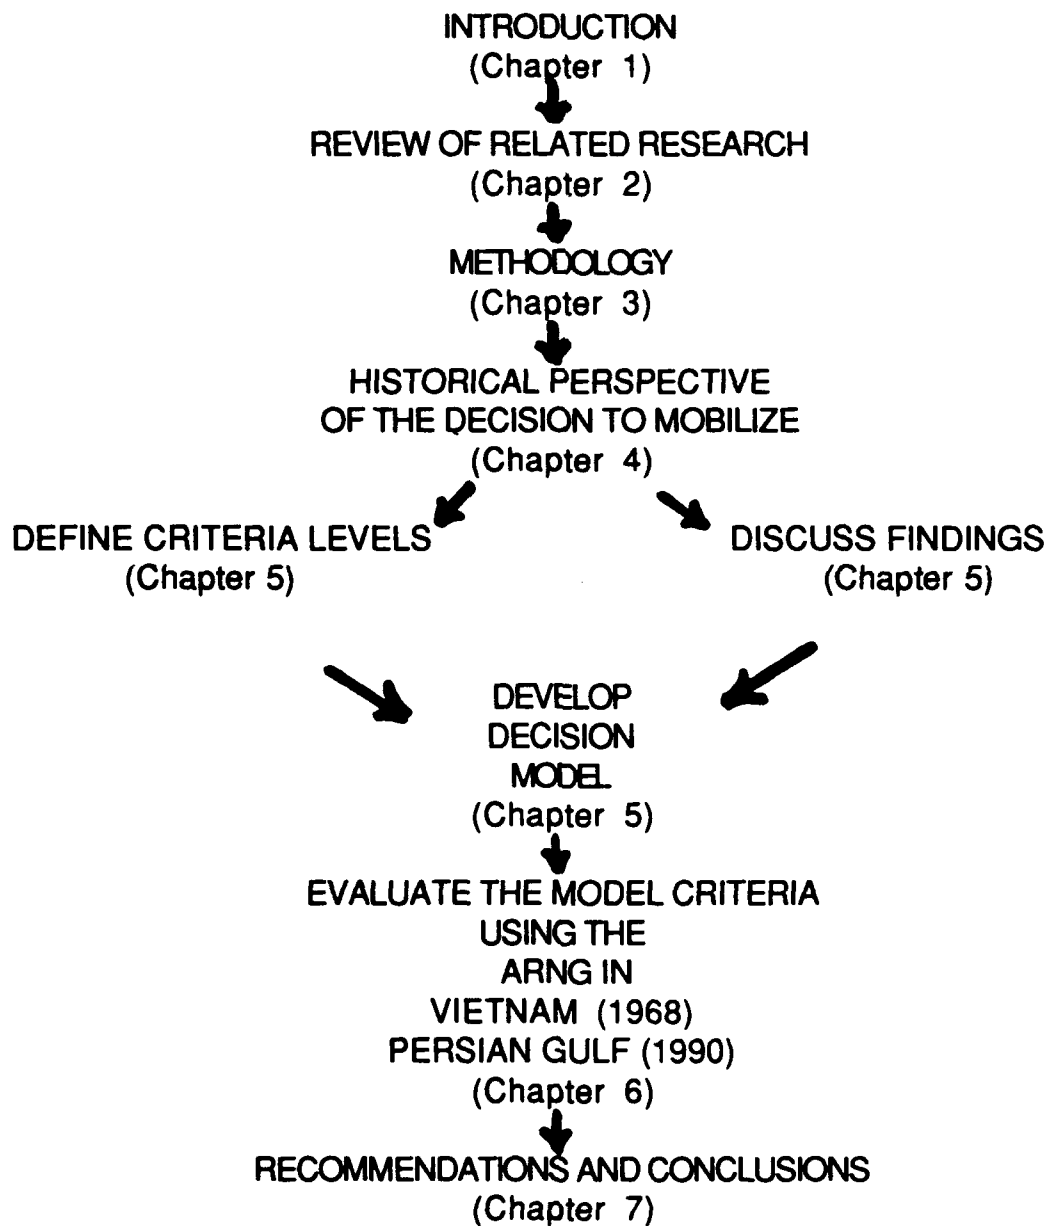 INTRODUCTION
(Chapter 1)
REVIEW OF RELATED RESEARCH
(Chapter 2)
METHODOLOGY
(Chapter 3)
HISTORICAL PERSPECTIVE
OF THE DECISION TO MOBILIZE
(Chapter 4)
DEFINE CRITERIA LEVELS
(Chapter 5)
DISCUSS FINDINGS
(Chapter 5)
DEVELOP
DECISION
MODEL
(Chapter 5)
EVALUATE THE MODEL CRITERIA
USING THE
ARNG IN
VIETNAM (1968)
PERSIAN GULF (1990)
(Chapter 6)
RECOMMENDATIONS AND CONCLUSIONS
(Chapter 7)